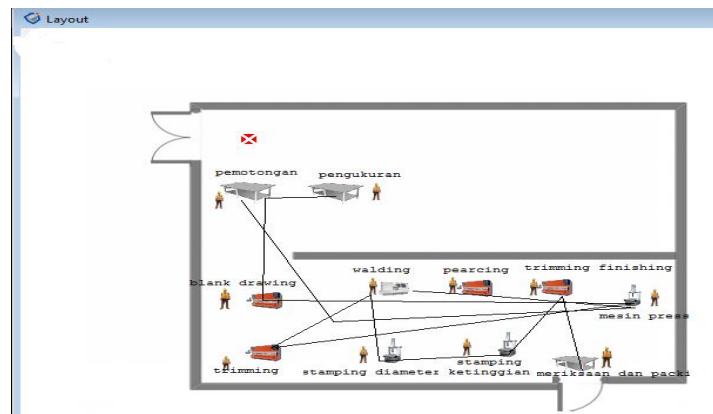 Layout
pemotongan
pengukuran
walding
pearcing
trimming finishing
blank drawing
mesin press
trimming
stamping diameter
stamping
ketinggian
meriksaan dan packi